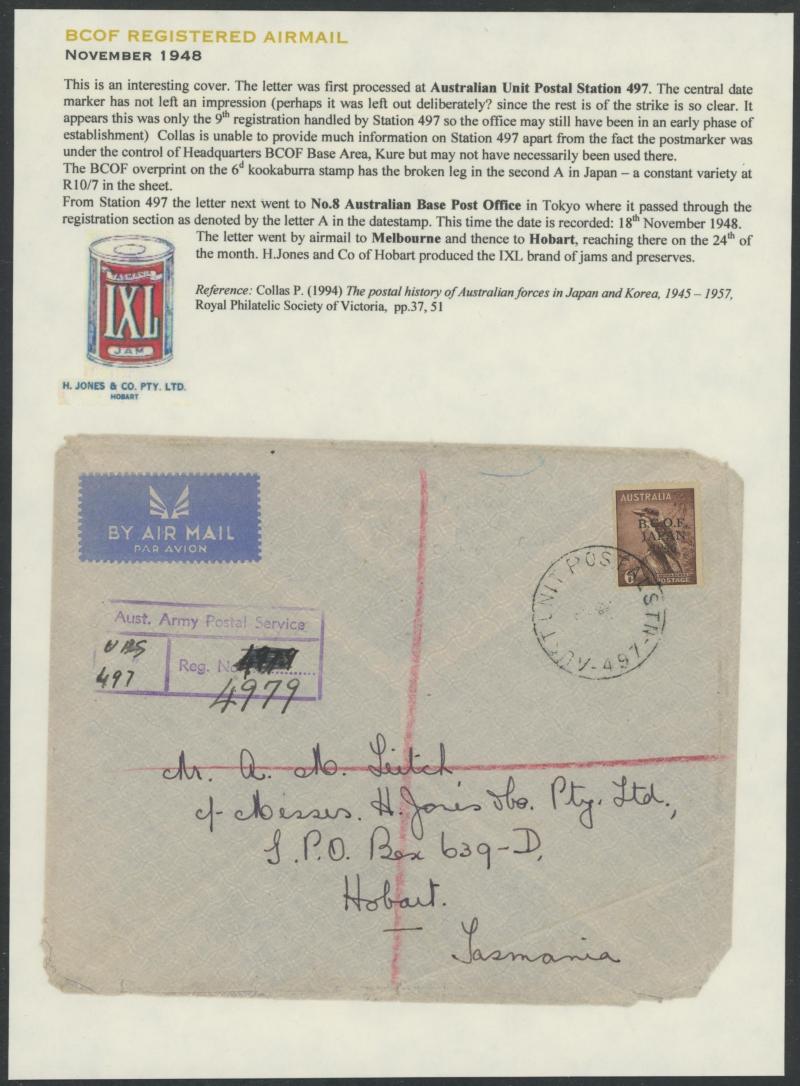 BCOF REGISTERED AIRMAIL
NOVEMBER 1948
This is an interesting cover. The letter was first processed at Australian Unit Postal Station 497. The central date
marker has not left an impression (perhaps it was left out deliberately? since the rest is of the strike is so clear. It
appears this was only the 9th registration handled by Station 497 so the office may still have been in an early phase of
establishment) Collas is unable to provide much information on Station 497 apart from the fact the postmarker was
under the control of Headquarters BCOF Base Area, Kure but may not have necessarily been used there.
The BCOF overprint on the 6d kookaburra stamp has the broken leg in the second A in Japan – a constant variety at
R10/7 in the sheet.
From Station 497 the letter next went to No.8 Australian Base Post Office in Tokyo where it passed through the
registration section as denoted by the letter A in the datestamp. This time the date is recorded: 18th November 1948.
The letter went by airmail to Melbourne and thence to Hobart, reaching there on the 24th of
the month. H.Jones and Co of Hobart produced the IXL brand of jams and preserves.
Reference: Collas P. (1994) The postal history of Australian forces in Japan and Korea, 1945 – 1957,
Royal Philatelic Society of Victoria, pp.37, 51
TASMANIA
IXL
JAM
H. JONES & CO. PTY. LTD.
HOBART
BY AIR MAIL
PAR AVION
AUSTRALIA
B.C.O.F.
JAPAN
6D
POSTAGE
UNIT POSTAL STN-
V-497-
Aust. Army Postal Service
UPS
497
Reg. No
4979
Mr. A. M. Leitch
c/- Messrs. H. Jones & Co. Pty. Ltd.,
G.P.O. Box 639-D,
Hobart.
Tasmania